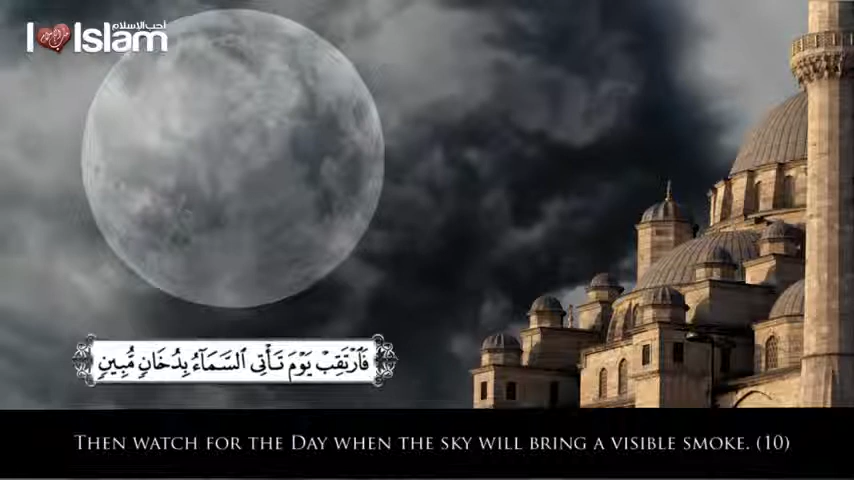 أحب الإسلام
I Islam
فَٱرْتَقِبْ يَوْمَ تَأْتِى ٱلسَّمَآءُ بِدُخَانٍ مُّبِينٍ
THEN WATCH FOR THE DAY WHEN THE SKY WILL BRING A VISIBLE SMOKE. (10)